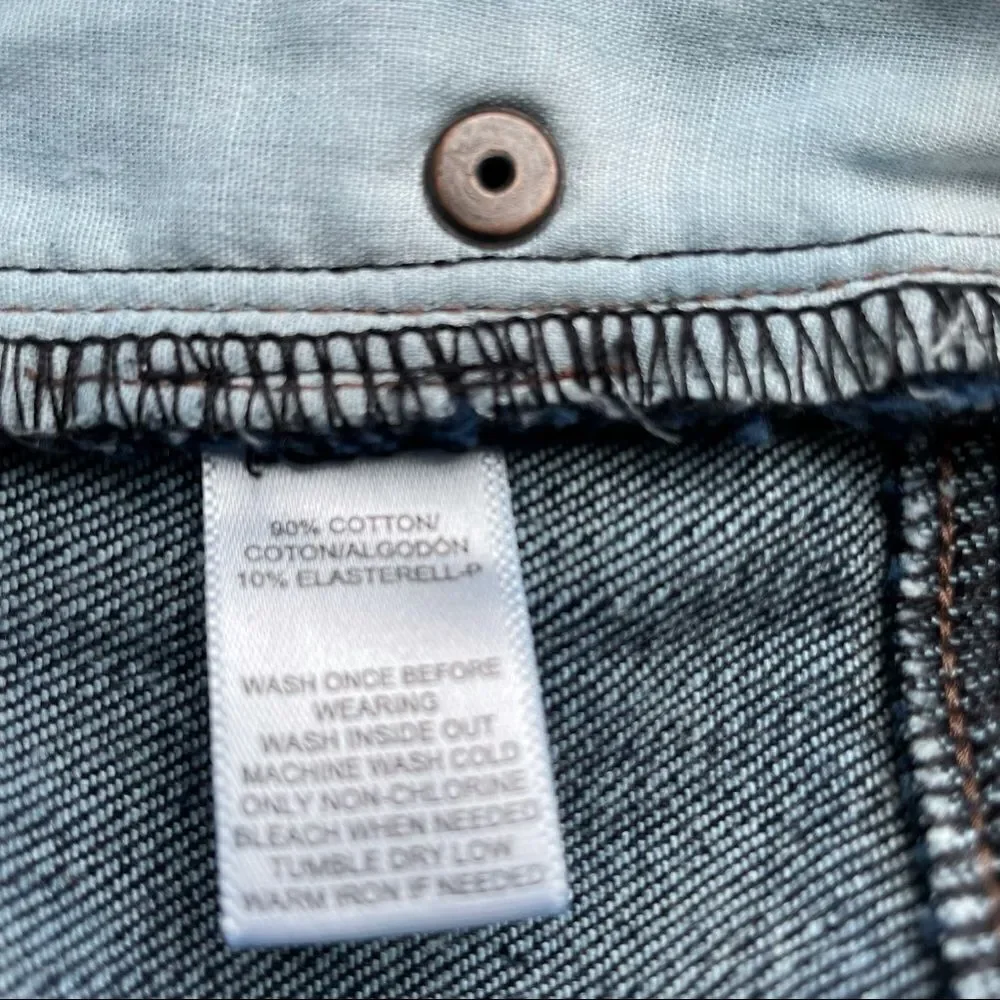 90% COTTON/
COTON/ALGODÓN
10% ELASTERELL-P
WASH ONCE BEFORE
WEARING
WASH INSIDE OUT
MACHINE WASH COLD
ONLY NON-CHLORINE
BLEACH WHEN NEEDED
TUMBLE DRY LOW
WARM IRON IF NEEDED